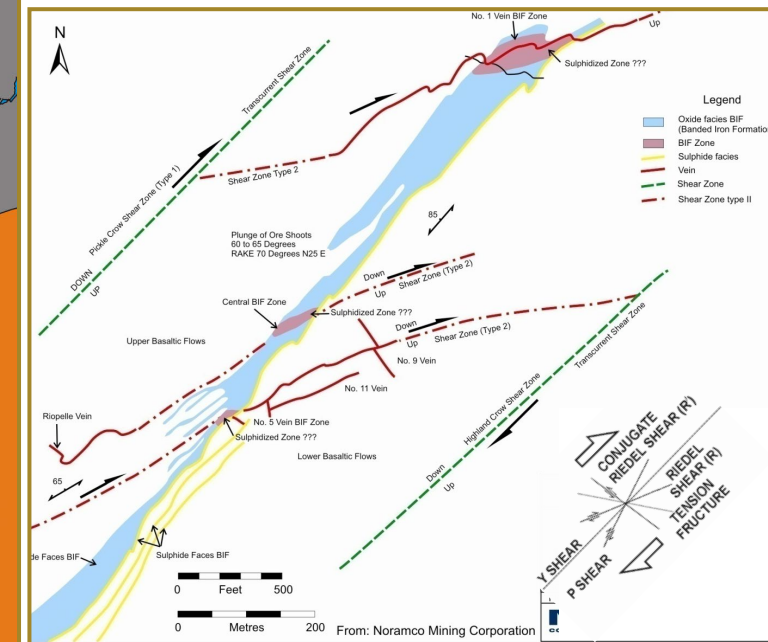 N
No. 1 Vein BIF Zone
Up
Sulphidized Zone ???
Transcurrent Shear Zone
Pickle Crow Shear Zone (Type 1)
DOWN
UP
Shear Zone Type 2
Legend
Oxide facies BIF
(Banded Iron Formatio
BIF Zone
Sulphide facies
Vein
Shear Zone
Shear Zone type II
85
Plunge of Ore Shoots
60 to 65 Degrees
RAKE 70 Degrees N25 E
Down
Up
Shear Zone (Type 2)
Central BIF Zone
Sulphidized Zone ???
Upper Basaltic Flows
Down
Up
Shear Zone (Type 2)
No. 9 Vein
No. 11 Vein
Transcurrent Shear Zone
Highland Crow Shear Zone
Down
Up
Riopelle Vein
No. 5 Vein BIF Zone
Sulphidized Zone ???
Lower Basaltic Flows
65
de Faces BIF
Sulphide Faces BIF
CONJUGATE
RIEDEL SHEAR (R')
RIEDEL
SHEAR (R)
TENSION
FRUCTURE
Y SHEAR
P SHEAR
0 Feet 500
0 Metres 200
From: Noramco Mining Corporation